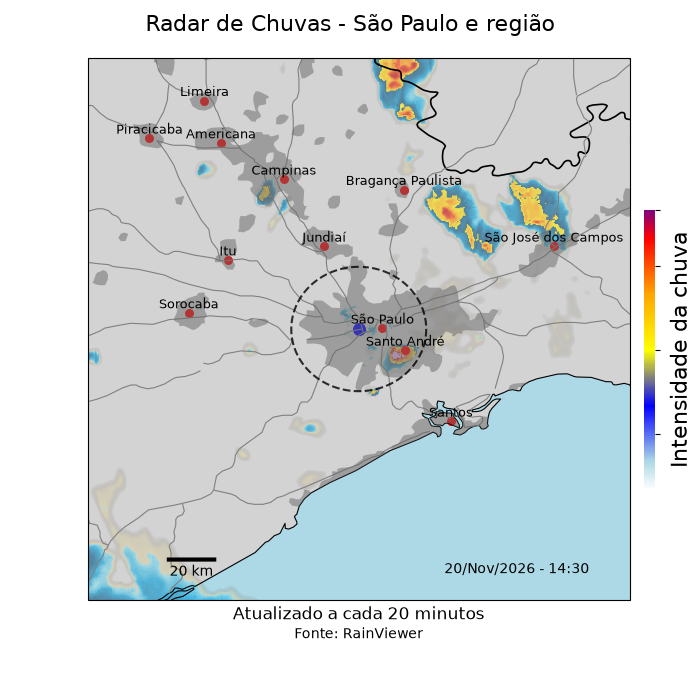 Radar de Chuvas - São Paulo e região
Limeira
Piracicaba
Americana
Campinas
Bragança Paulista
Jundiaí
São José dos Campos
Itu
Sorocaba
São Paulo
Santo André
Santos
Intensidade da chuva
20/Nov/2026 - 14:30
20 km
Atualizado a cada 20 minutos
Fonte: RainViewer